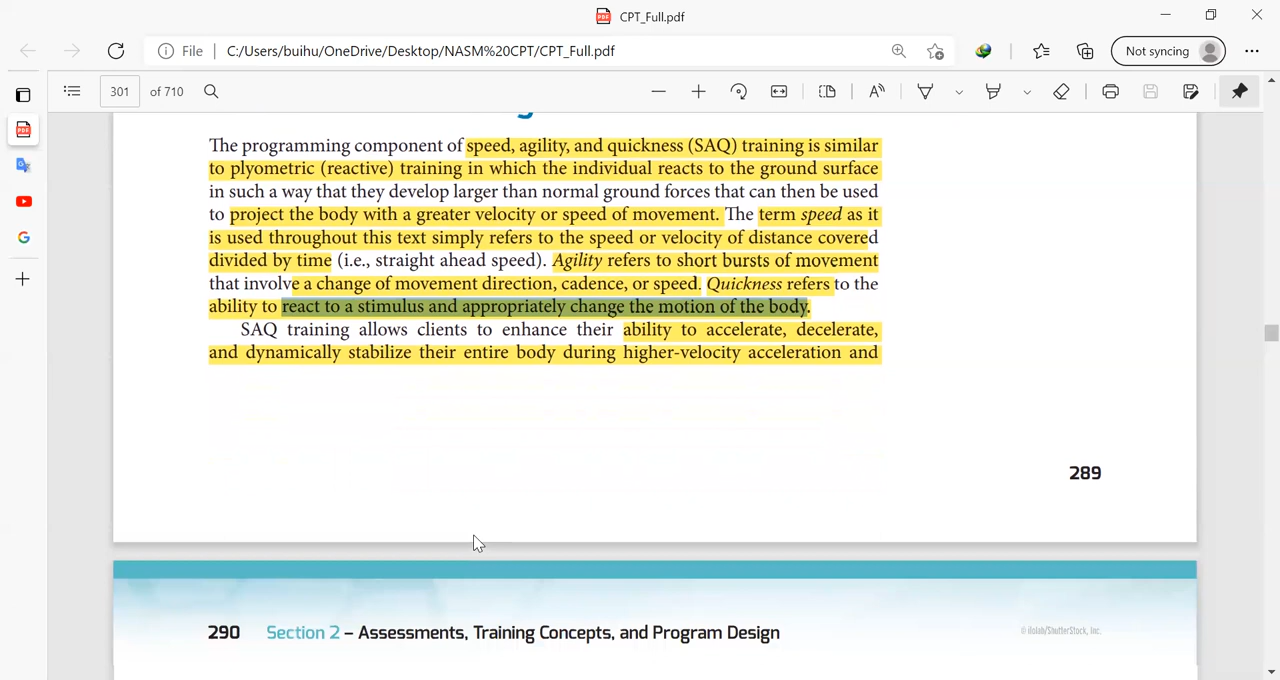 CPT_Full.pdf
File
C:/Users/buihu/OneDrive/Desktop/NASM%20CPT/CPT_Full.pdf
Not syncing
301 of 710
The programming component of speed, agility, and quickness (SAQ) training is similar
to plyometric (reactive) training in which the individual reacts to the ground surface
in such a way that they develop larger than normal ground forces that can then be used
to project the body with a greater velocity or speed of movement. The term speed as it
is used throughout this text simply refers to the speed or velocity of distance covered
divided by time (i.e., straight ahead speed). Agility refers to short bursts of movement
that involve a change of movement direction, cadence, or speed. Quickness refers to the
ability to react to a stimulus and appropriately change the motion of the body.
SAQ training allows clients to enhance their ability to accelerate, decelerate,
and dynamically stabilize their entire body during higher-velocity acceleration and
289
290 Section 2 – Assessments, Training Concepts, and Program Design